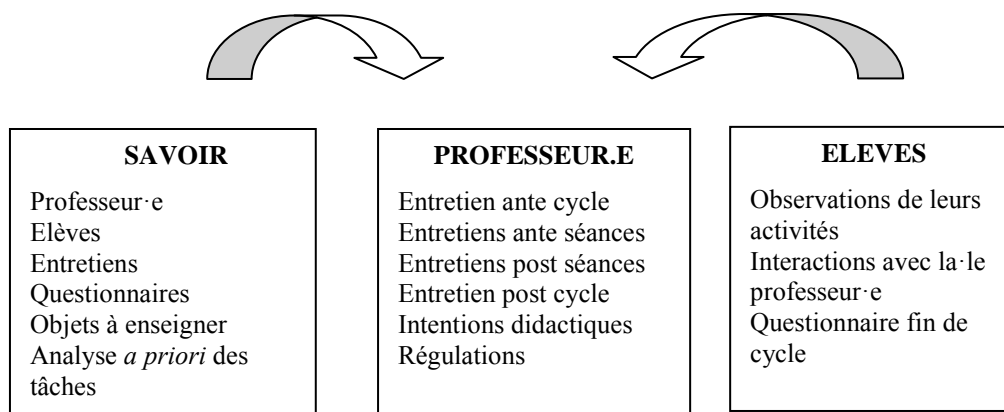 SAVOIR
Professeur·e
Elèves
Entretiens
Questionnaires
Objets à enseigner
Analyse a priori des
tâches
PROFESSEUR.E
Entretien ante cycle
Entretiens ante séances
Entretiens post séances
Entretien post cycle
Intentions didactiques
Régulations
ELEVES
Observations de leurs
activités
Interactions avec la·le
professeur·e
Questionnaire fin de
cycle